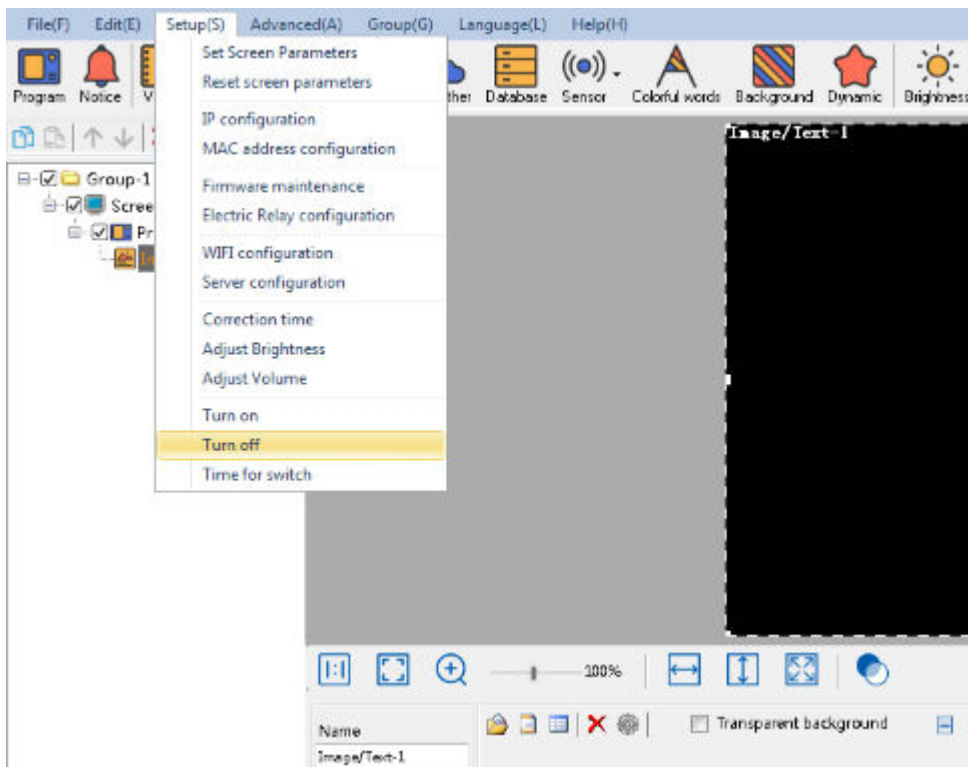 File(F) Edit(E) Setup(S) Advanced(A) Group(G) Language(L) Help(H)
Set Screen Parameters
Reset screen parameters
Program Notice Database Sensor Colorful words Background Dynamic Brightness
IP configuration
MAC address configuration
Image/Text-1
Group-1
Firmware maintenance
Electric Relay configuration
WIFI configuration
Server configuration
Correction time
Adjust Brightness
Adjust Volume
Turn on
Turn off
Time for switch
1:1 100%
Name Transparent background
Image/Text-1